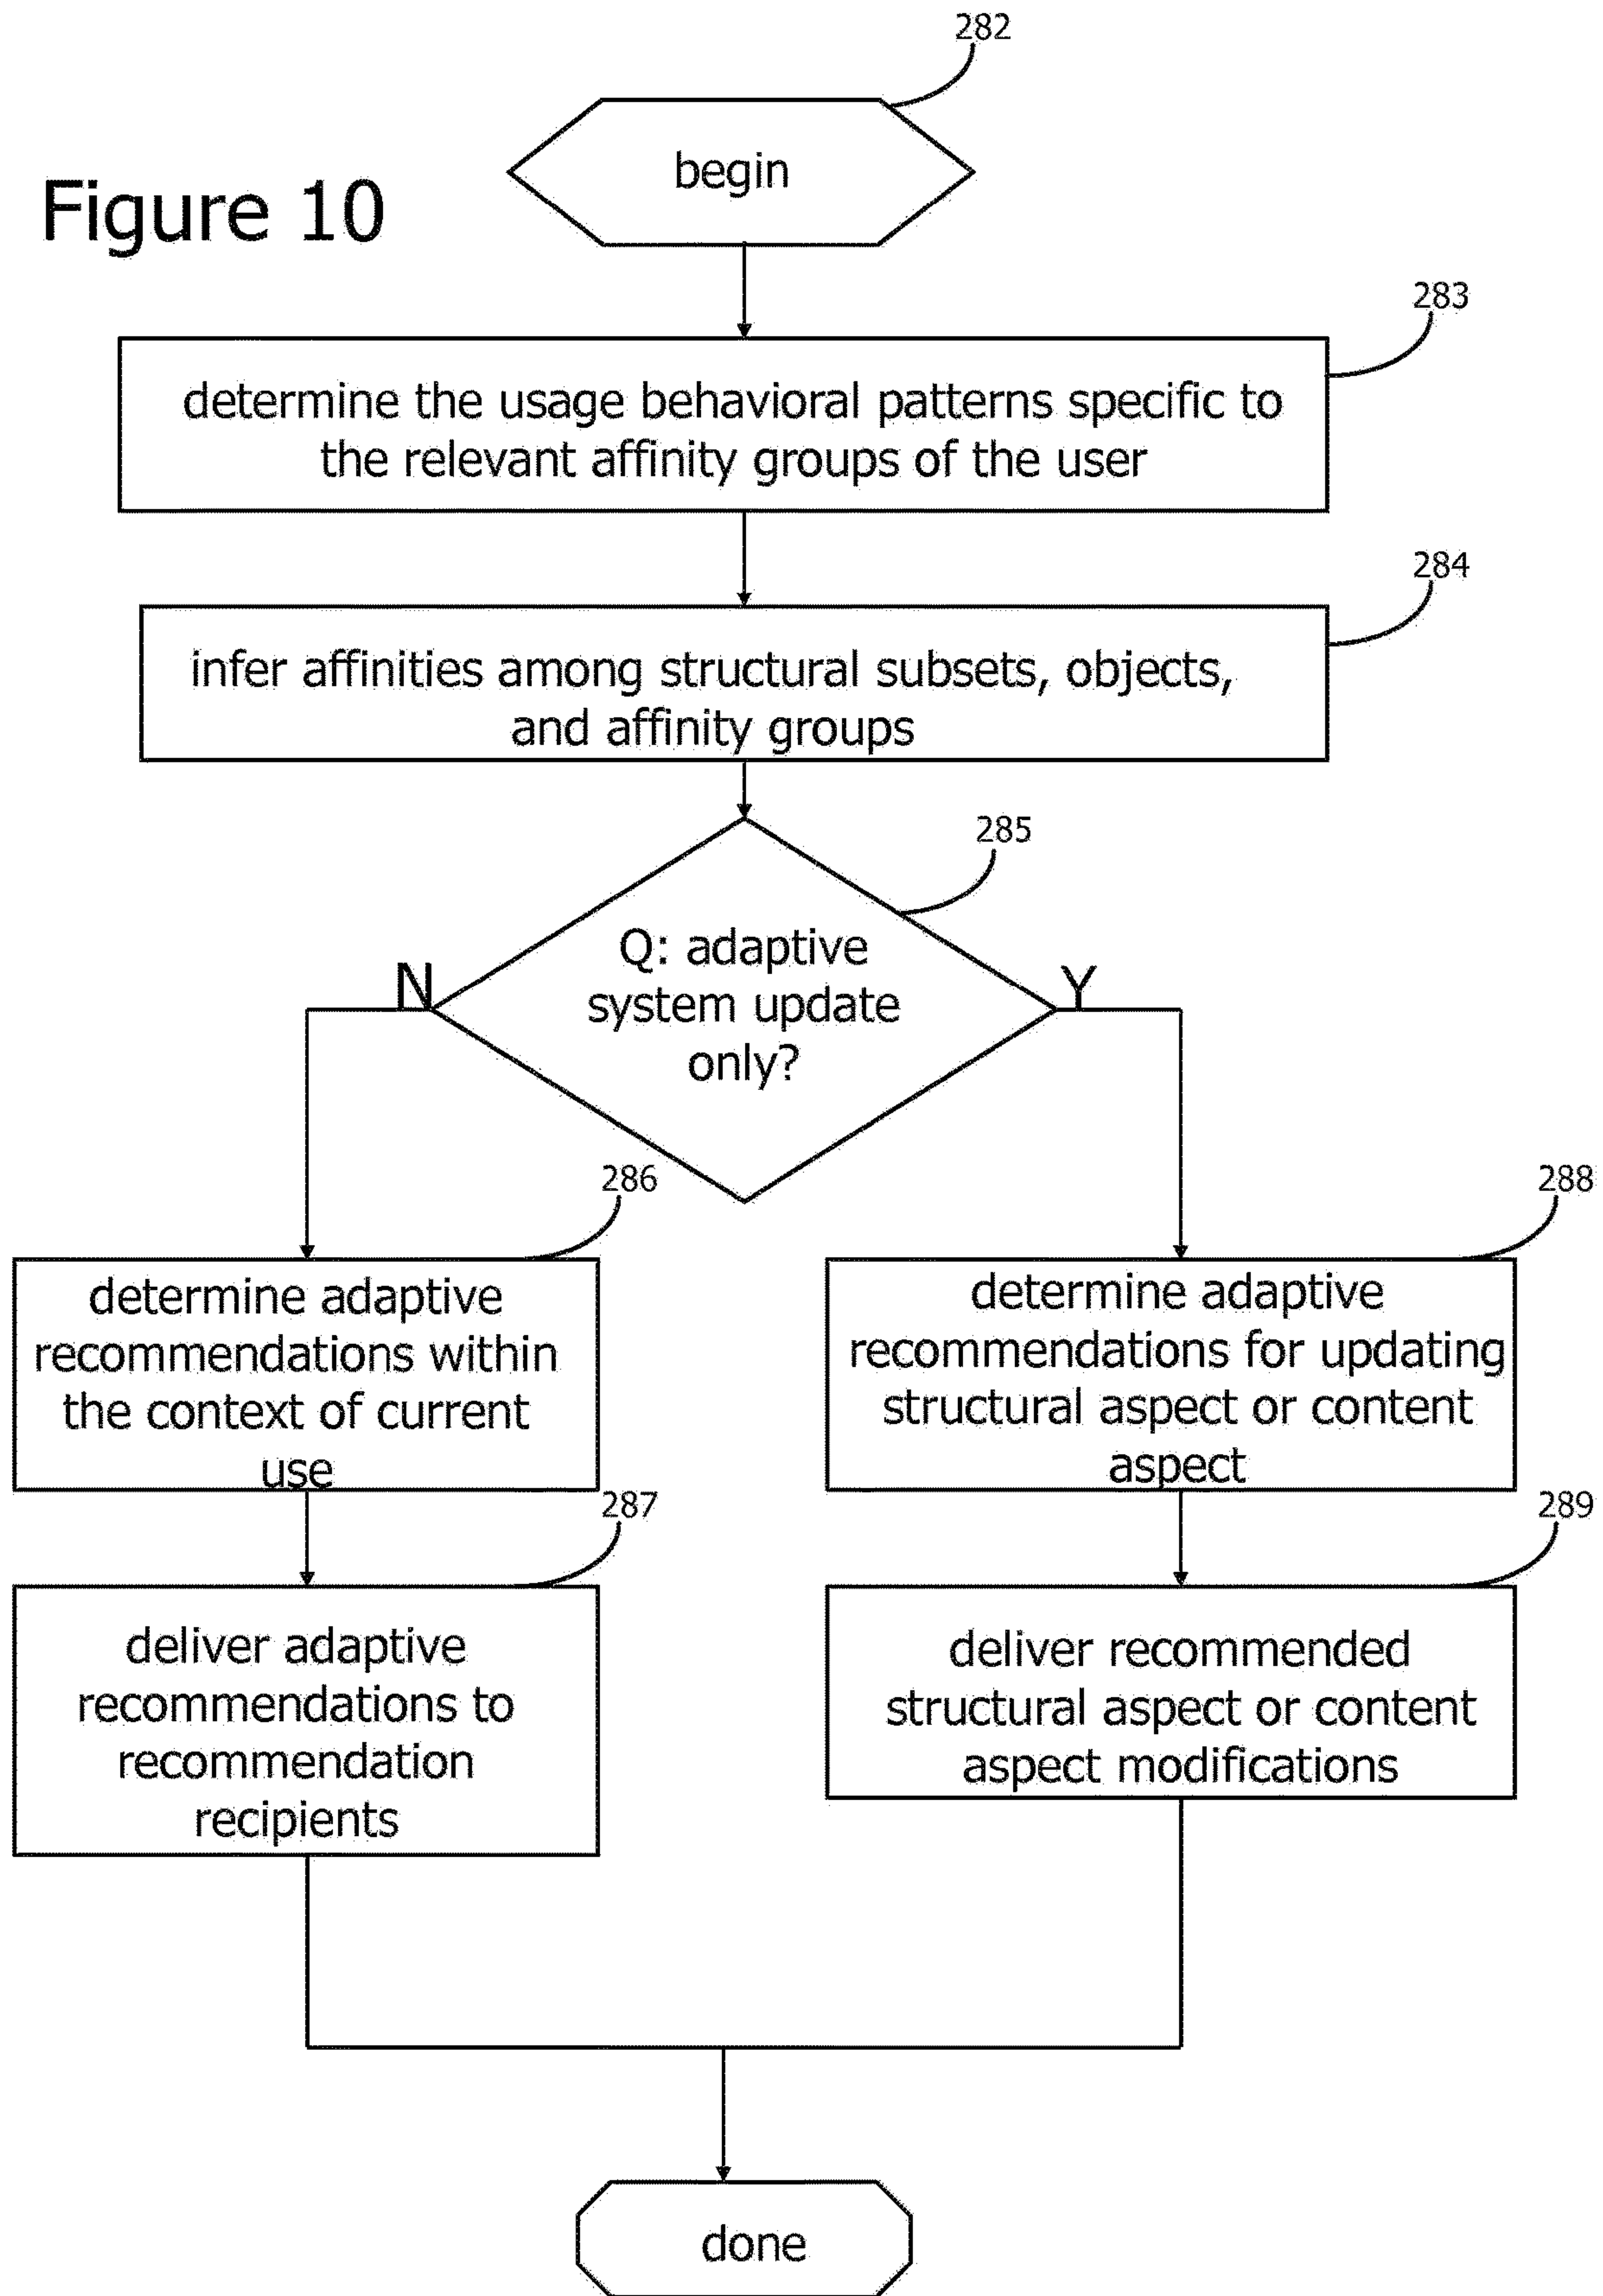 282
begin
Figure 10
283
determine the usage behavioral patterns specific to
the relevant affinity groups of the user
284
infer affinities among structural subsets, objects,
and affinity groups
285
Q: adaptive
system update
only?
N
Y
286
determine adaptive
recommendations within
the context of current
use
288
determine adaptive
recommendations for updating
structural aspect or content
aspect
287
deliver adaptive
recommendations to
recommendation
recipients
289
deliver recommended
structural aspect or content
aspect modifications
done